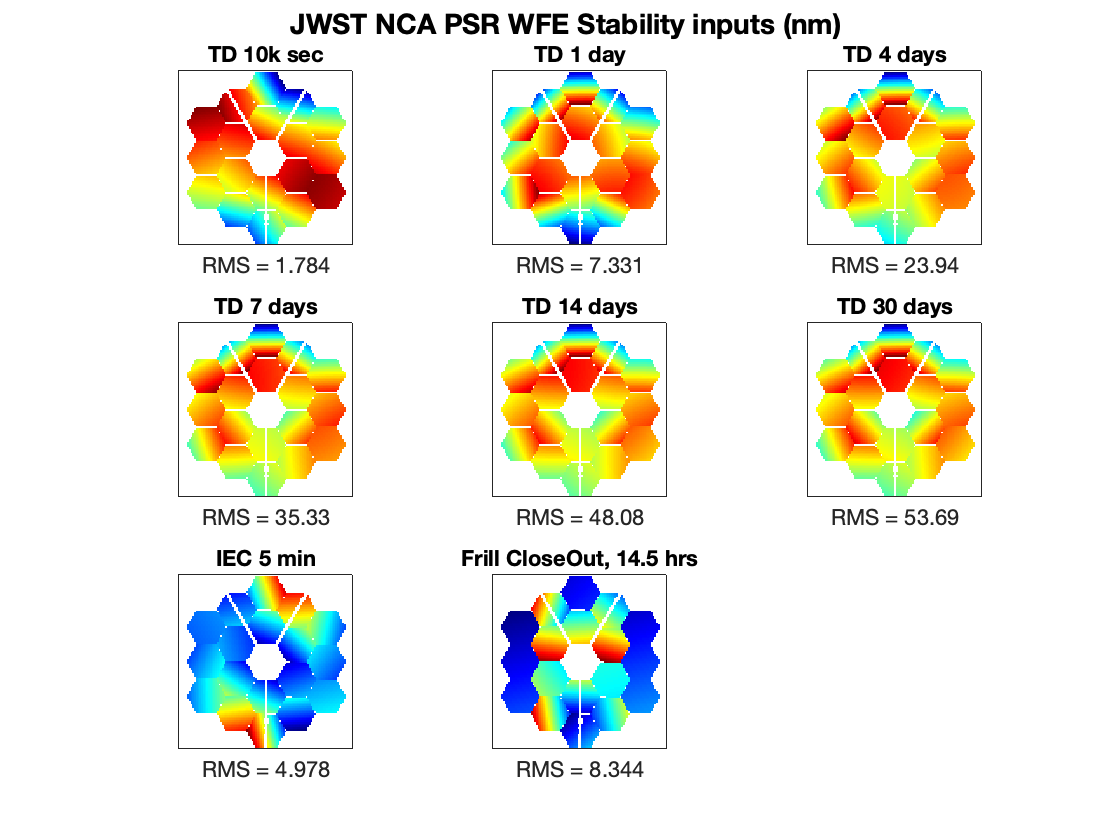 JWST NCA PSR WFE Stability inputs (nm)
TD 10k sec
TD 1 day
TD 4 days
RMS = 1.784
RMS = 7.331
RMS = 23.94
TD 7 days
TD 14 days
TD 30 days
RMS = 35.33
RMS = 48.08
RMS = 53.69
IEC 5 min
Frill CloseOut, 14.5 hrs
RMS = 4.978
RMS = 8.344